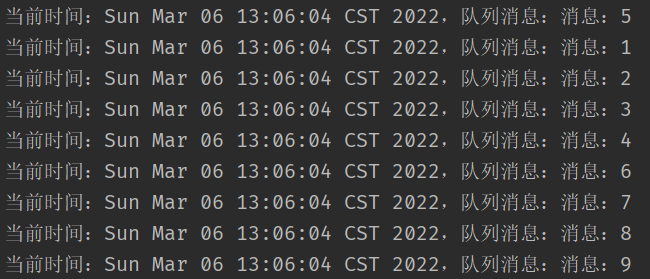 当前时间：Sun Mar 06 13:06:04 CST 2022，队列消息：消息：5
当前时间：Sun Mar 06 13:06:04 CST 2022，队列消息：消息：1
当前时间：Sun Mar 06 13:06:04 CST 2022，队列消息：消息：2
当前时间：Sun Mar 06 13:06:04 CST 2022，队列消息：消息：3
当前时间：Sun Mar 06 13:06:04 CST 2022，队列消息：消息：4
当前时间：Sun Mar 06 13:06:04 CST 2022，队列消息：消息：6
当前时间：Sun Mar 06 13:06:04 CST 2022，队列消息：消息：7
当前时间：Sun Mar 06 13:06:04 CST 2022，队列消息：消息：8
当前时间：Sun Mar 06 13:06:04 CST 2022，队列消息：消息：9